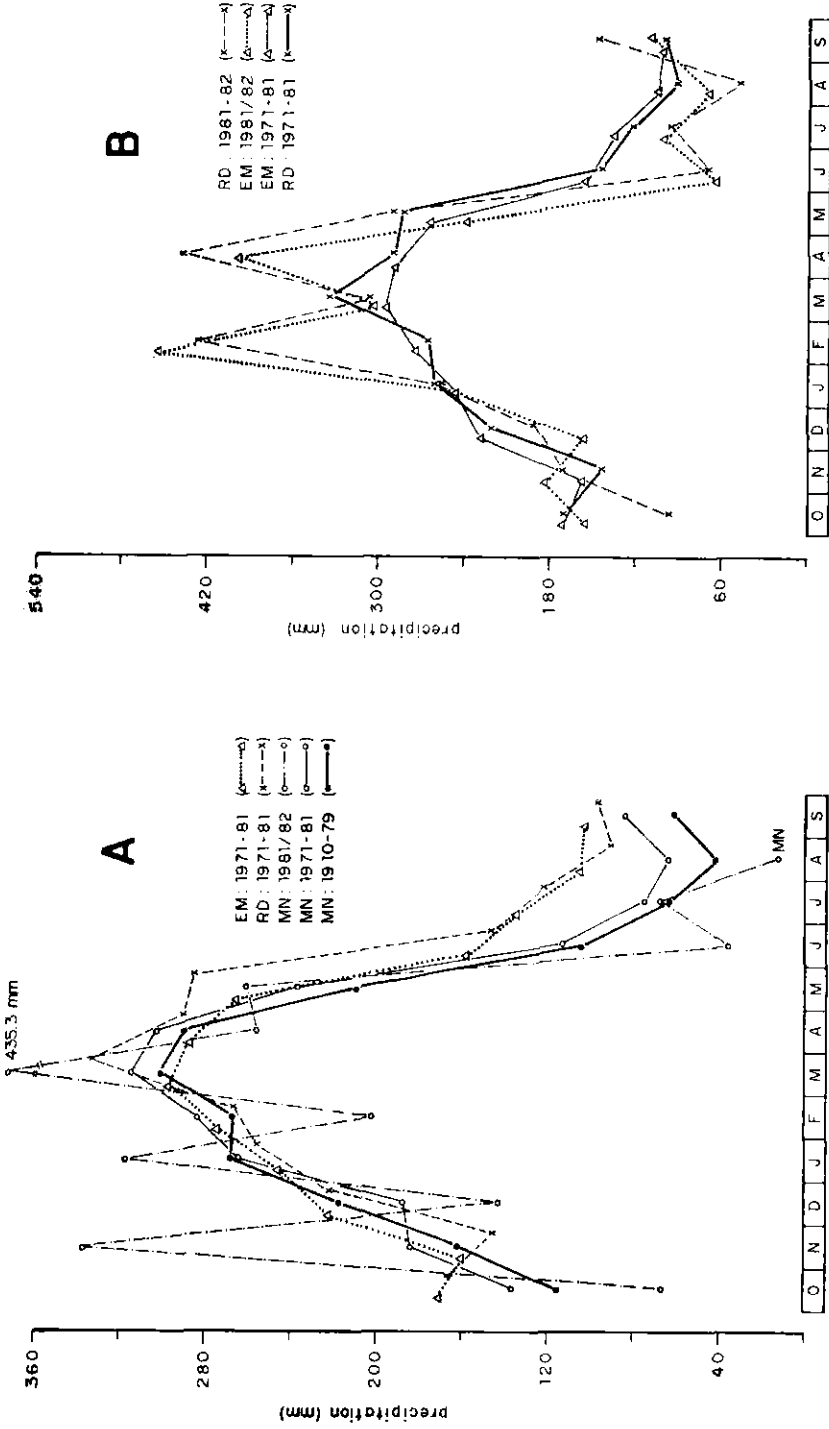 A
435.3 mm
EM : 1971-81 (△┈┈△)
RD : 1971-81 (x---x)
MN : 1981/82 (o-·-·-o)
MN : 1971-81 (o——o)
MN : 1910-79 (•——•)
MN
precipitation (mm)
360
280
200
120
40
O N D J F M A M J J A S
B
RD : 1981-82 (x---x)
EM : 1981/82 (△┈┈△)
EM : 1971-81 (△——△)
RD : 1971-81 (x——x)
precipitation (mm)
540
420
300
180
60
O N D J F M A M J J A S